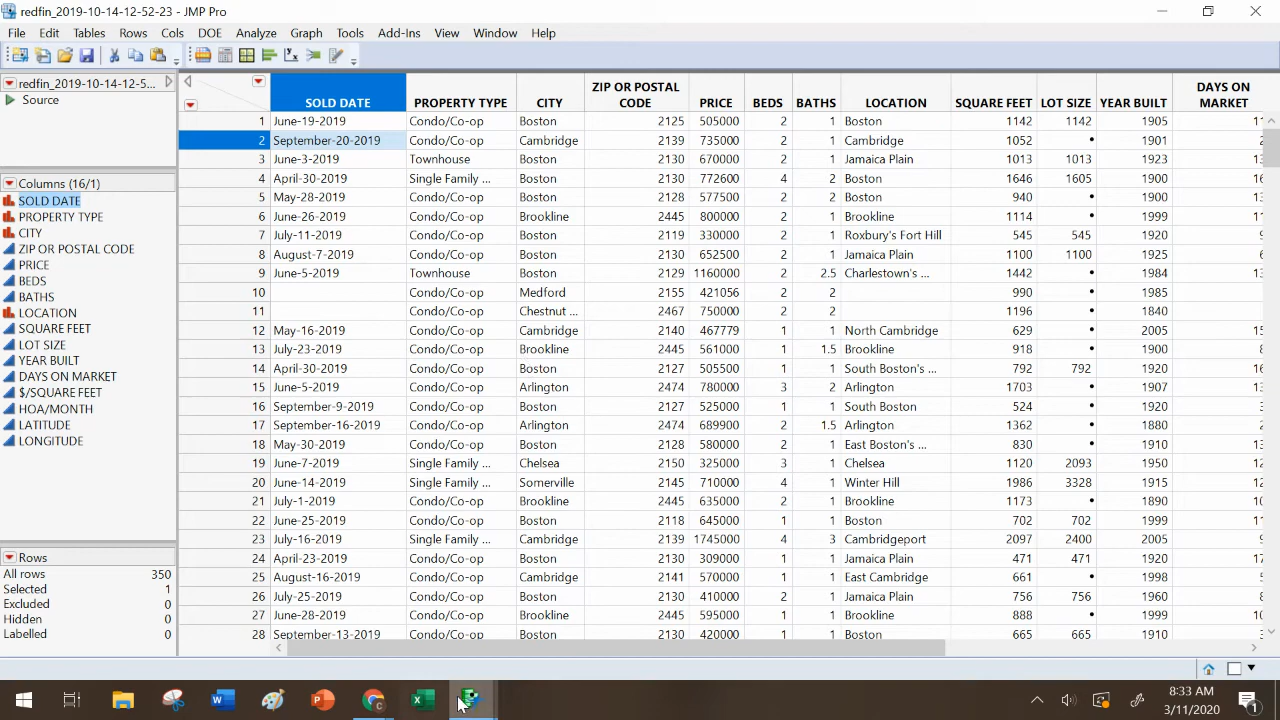 redfin_2019-10-14-12-52-23 - JMP Pro
File Edit Tables Rows Cols DOE Analyze Graph Tools Add-Ins View Window Help
redfin_2019-10-14-12-5...
Source
Columns (16/1)
SOLD DATE
PROPERTY TYPE
CITY
ZIP OR POSTAL CODE
PRICE
BEDS
BATHS
LOCATION
SQUARE FEET
LOT SIZE
YEAR BUILT
DAYS ON MARKET
$/SQUARE FEET
HOA/MONTH
LATITUDE
LONGITUDE
Rows
All rows 350
Selected 1
Excluded 0
Hidden 0
Labelled 0
ZIP OR POSTAL DAYS ON
SOLD DATE PROPERTY TYPE CITY CODE PRICE BEDS BATHS LOCATION SQUARE FEET LOT SIZE YEAR BUILT MARKET
1 June-19-2019 Condo/Co-op Boston 2125 505000 2 1 Boston 1142 1142 1905
2 September-20-2019 Condo/Co-op Cambridge 2139 735000 2 1 Cambridge 1052 • 1901
3 June-3-2019 Townhouse Boston 2130 670000 2 1 Jamaica Plain 1013 1013 1923
4 April-30-2019 Single Family ... Boston 2130 772600 4 2 Boston 1646 1605 1900
5 May-28-2019 Condo/Co-op Boston 2128 577500 2 2 Boston 940 • 1900
6 June-26-2019 Condo/Co-op Brookline 2445 800000 2 1 Brookline 1114 • 1999
7 July-11-2019 Condo/Co-op Boston 2119 330000 2 1 Roxbury's Fort Hill 545 545 1920
8 August-7-2019 Condo/Co-op Boston 2130 652500 2 1 Jamaica Plain 1100 1100 1925
9 June-5-2019 Townhouse Boston 2129 1160000 2 2.5 Charlestown's ... 1442 • 1984
10 Condo/Co-op Medford 2155 421056 2 2 990 • 1985
11 Condo/Co-op Chestnut ... 2467 750000 2 2 1196 • 1840
12 May-16-2019 Condo/Co-op Cambridge 2140 467779 1 1 North Cambridge 629 • 2005
13 July-23-2019 Condo/Co-op Brookline 2445 561000 1 1.5 Brookline 918 • 1900
14 April-30-2019 Condo/Co-op Boston 2127 505500 1 1 South Boston's ... 792 792 1920
15 June-5-2019 Condo/Co-op Arlington 2474 780000 3 2 Arlington 1703 • 1907
16 September-9-2019 Condo/Co-op Boston 2127 525000 1 1 South Boston 524 • 1920
17 September-16-2019 Condo/Co-op Arlington 2474 689900 2 1.5 Arlington 1362 • 1880
18 May-30-2019 Condo/Co-op Boston 2128 580000 2 1 East Boston's ... 830 • 1910
19 June-7-2019 Single Family ... Chelsea 2150 325000 3 1 Chelsea 1120 2093 1950
20 June-14-2019 Single Family ... Somerville 2145 710000 4 1 Winter Hill 1986 3328 1915
21 July-1-2019 Condo/Co-op Brookline 2445 635000 2 1 Brookline 1173 • 1890
22 June-25-2019 Condo/Co-op Boston 2118 645000 1 1 Boston 702 702 1999
23 July-16-2019 Single Family ... Cambridge 2139 1745000 4 3 Cambridgeport 2097 2400 2005
24 April-23-2019 Condo/Co-op Boston 2130 309000 1 1 Jamaica Plain 471 471 1920
25 August-16-2019 Condo/Co-op Cambridge 2141 570000 1 1 East Cambridge 661 • 1998
26 July-25-2019 Condo/Co-op Boston 2130 410000 2 1 Jamaica Plain 756 756 1960
27 June-28-2019 Condo/Co-op Brookline 2445 595000 1 1 Brookline 888 • 1999
28 September-13-2019 Condo/Co-op Boston 2130 420000 1 1 Boston 665 665 1910
8:33 AM
3/11/2020